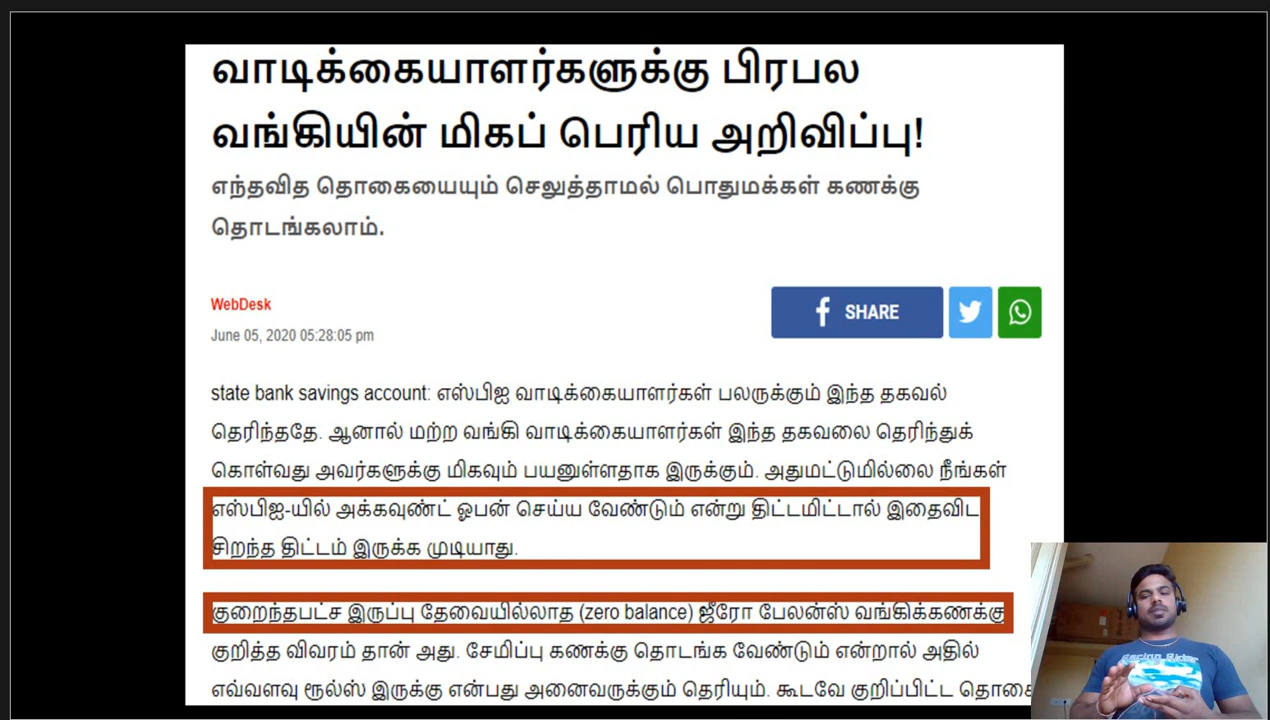 வாடிக்கையாளர்களுக்கு பிரபல
வங்கியின் மிகப் பெரிய அறிவிப்பு!
எந்தவித தொகையையும் செலுத்தாமல் பொதுமக்கள் கணக்கு
தொடங்கலாம்.
WebDesk
June 05, 2020 05:28:05 pm
SHARE
state bank savings account: எஸ்பிஐ வாடிக்கையாளர்கள் பலருக்கும் இந்த தகவல்
தெரிந்ததே. ஆனால் மற்ற வங்கி வாடிக்கையாளர்கள் இந்த தகவலை தெரிந்துக்
கொள்வது அவர்களுக்கு மிகவும் பயனுள்ளதாக இருக்கும். அதுமட்டுமில்லை நீங்கள்
எஸ்பிஐ-யில் அக்கவுண்ட் ஓபன் செய்ய வேண்டும் என்று திட்டமிட்டால் இதைவிட
சிறந்த திட்டம் இருக்க முடியாது.
குறைந்தபட்ச இருப்பு தேவையில்லாத (zero balance) ஜீரோ பேலன்ஸ் வங்கிக்கணக்கு
குறித்த விவரம் தான் அது. சேமிப்பு கணக்கு தொடங்க வேண்டும் என்றால் அதில்
எவ்வளவு ரூல்ஸ் இருக்கு என்பது அனைவருக்கும் தெரியும். கூடவே குறிப்பிட்ட தொகை